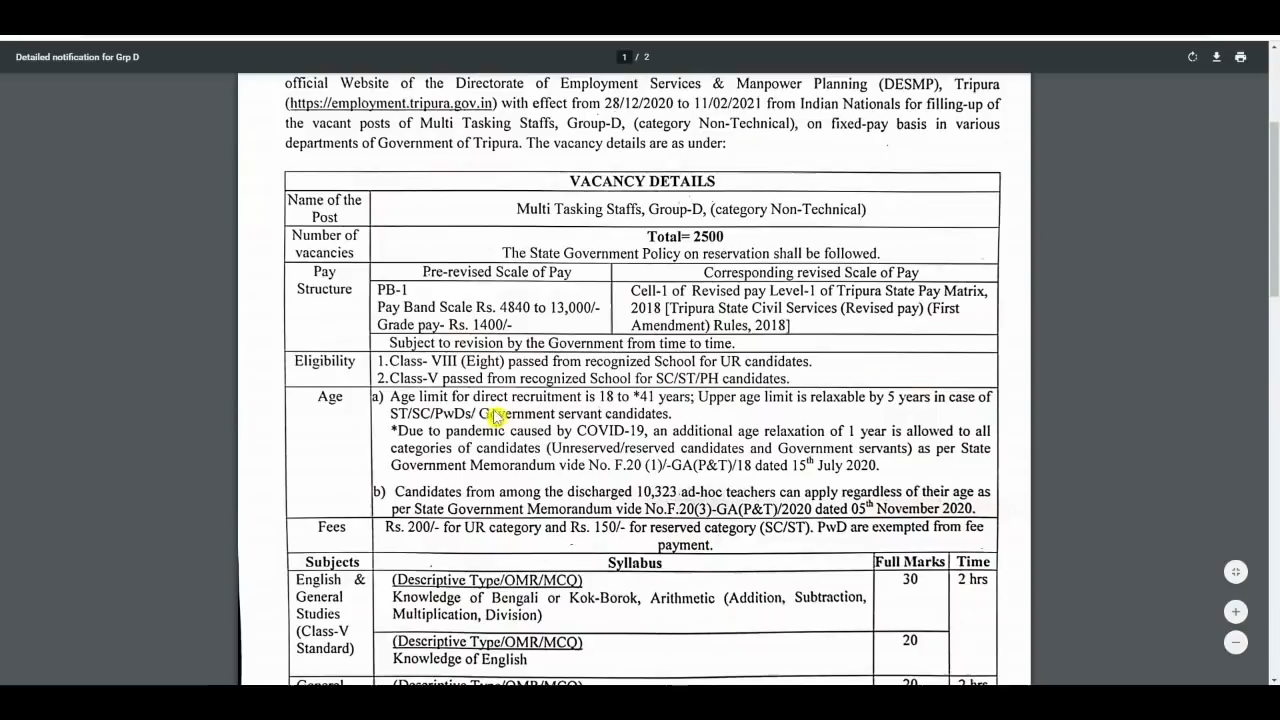 Detailed notification for Grp D
1 / 2
official Website of the Directorate of Employment Services & Manpower Planning (DESMP), Tripura
(https://employment.tripura.gov.in) with effect from 28/12/2020 to 11/02/2021 from Indian Nationals for filling-up of
the vacant posts of Multi Tasking Staffs, Group-D, (category Non-Technical), on fixed-pay basis in various
departments of Government of Tripura. The vacancy details are as under:
VACANCY DETAILS
Name of the
Post
Multi Tasking Staffs, Group-D, (category Non-Technical)
Number of
vacancies
Total= 2500
The State Government Policy on reservation shall be followed.
Pay
Structure
Pre-revised Scale of Pay
Corresponding revised Scale of Pay
PB-1
Pay Band Scale Rs. 4840 to 13,000/-
Grade pay- Rs. 1400/-
Cell-1 of Revised pay Level-1 of Tripura State Pay Matrix,
2018 [Tripura State Civil Services (Revised pay) (First
Amendment) Rules, 2018]
Subject to revision by the Government from time to time.
Eligibility
1.Class- VIII (Eight) passed from recognized School for UR candidates.
2.Class-V passed from recognized School for SC/ST/PH candidates.
Age
a) Age limit for direct recruitment is 18 to *41 years; Upper age limit is relaxable by 5 years in case of
ST/SC/PwDs/ Government servant candidates.
*Due to pandemic caused by COVID-19, an additional age relaxation of 1 year is allowed to all
categories of candidates (Unreserved/reserved candidates and Government servants) as per State
Government Memorandum vide No. F.20 (1)/-GA(P&T)/18 dated 15th July 2020.
b) Candidates from among the discharged 10,323 ad-hoc teachers can apply regardless of their age as
per State Government Memorandum vide No.F.20(3)-GA(P&T)/2020 dated 05th November 2020.
Fees
Rs. 200/- for UR category and Rs. 150/- for reserved category (SC/ST). PwD are exempted from fee
payment.
Subjects
Syllabus
Full Marks
Time
English &
General
Studies
(Class-V
Standard)
(Descriptive Type/OMR/MCQ)
Knowledge of Bengali or Kok-Borok, Arithmetic (Addition, Subtraction,
Multiplication, Division)
30
2 hrs
(Descriptive Type/OMR/MCQ)
Knowledge of English
20
General
(Descriptive Type/OMR/MCQ)
20
2 hrs